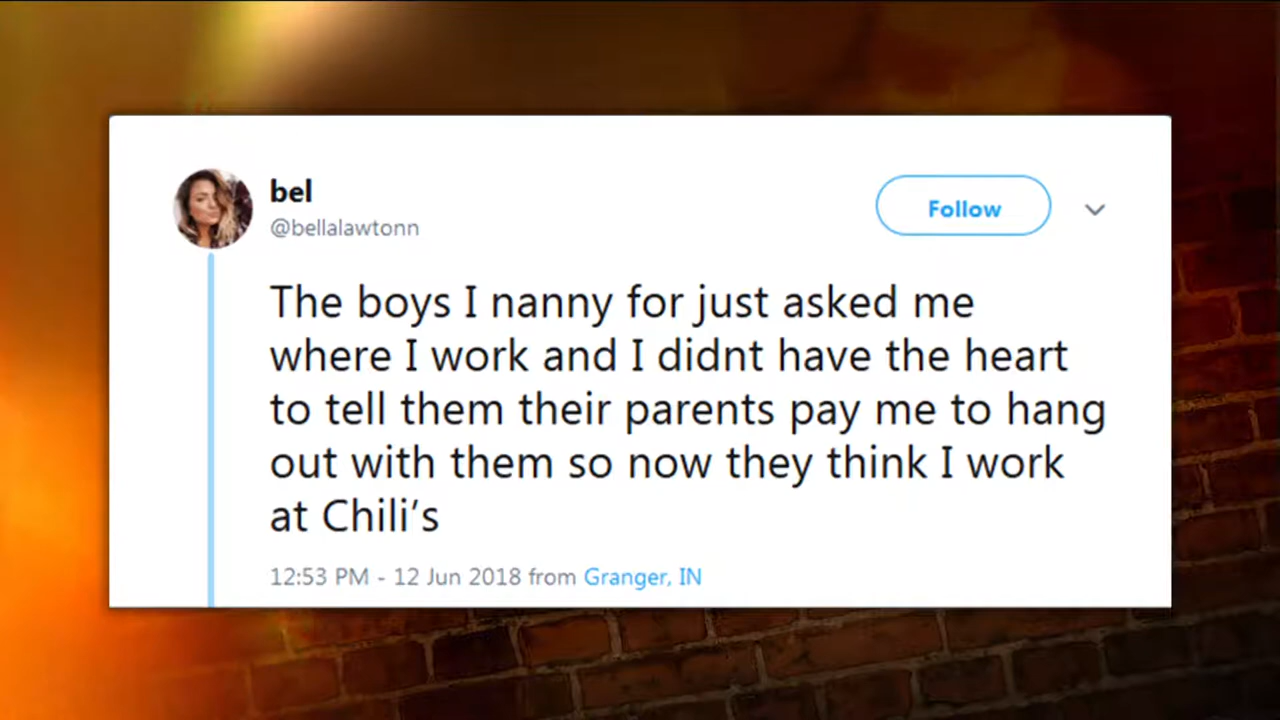 bel
@bellalawtonn
Follow
The boys I nanny for just asked me
where I work and I didnt have the heart
to tell them their parents pay me to hang
out with them so now they think I work
at Chili’s
12:53 PM - 12 Jun 2018 from Granger, IN